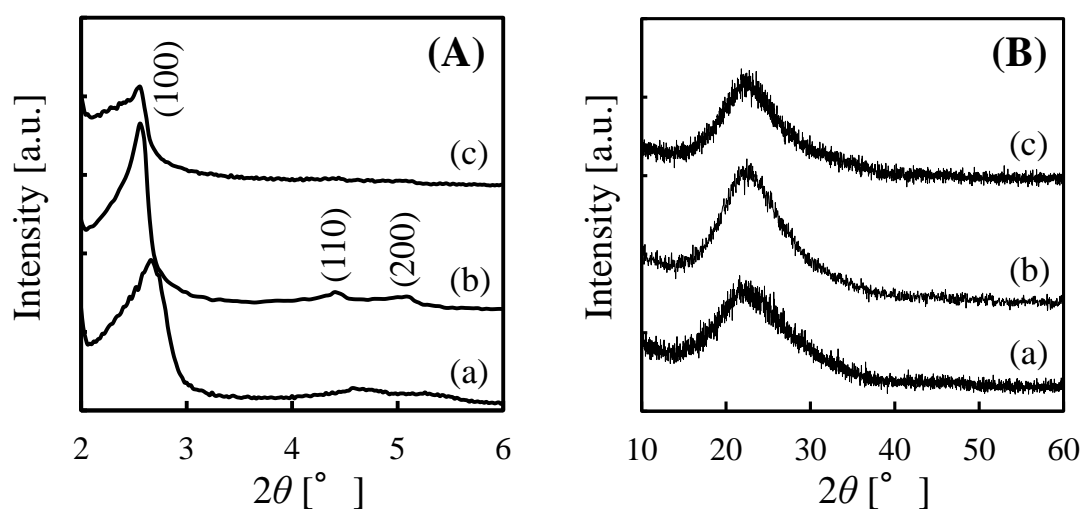 (A)
(100)
(c)
(110)
(200)
(b)
(a)
Intensity [a.u.]
2 3 4 5 6
2θ [° ]
(B)
(c)
(b)
(a)
Intensity [a.u.]
10 20 30 40 50 60
2θ [° ]